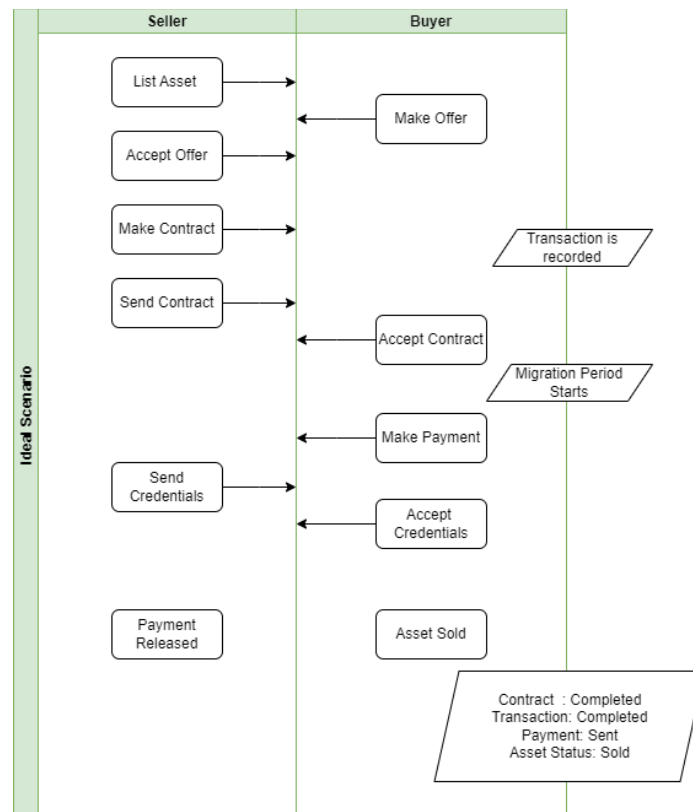 Seller
Buyer
List Asset
Make Offer
Accept Offer
Make Contract
Transaction is
recorded
Send Contract
Accept Contract
Ideal Scenario
Migration Period
Starts
Make Payment
Send
Credentials
Accept
Credentials
Payment
Released
Asset Sold
Contract : Completed
Transaction: Completed
Payment: Sent
Asset Status: Sold